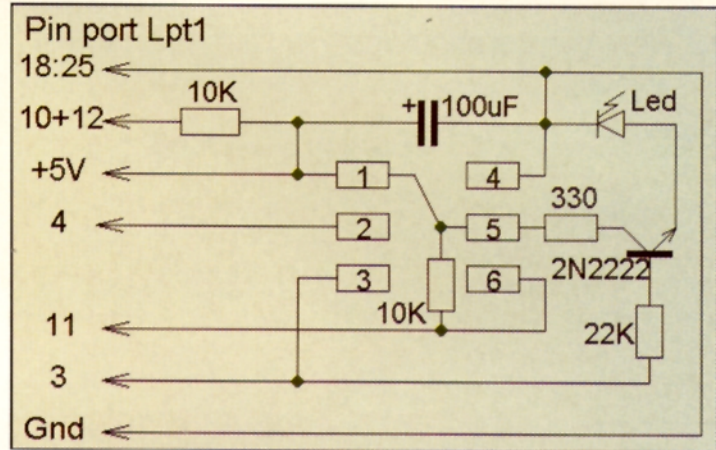 Pin port Lpt1
18:25
10K
10+12
+ 100uF
Led
+5V
1
4
330
4
2
5
3
6
2N2222
10K
22K
11
3
Gnd